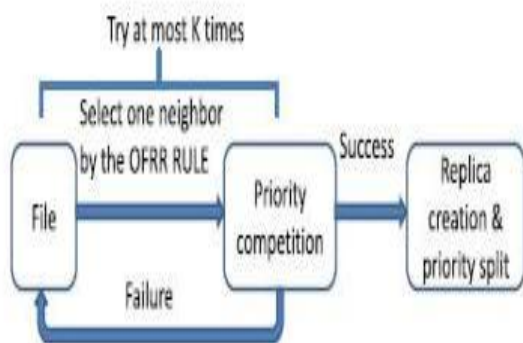 Try at most K times
Select one neighbor
by the OFRR RULE
Success
File
Priority
competition
Replica
creation &
priority split
Failure